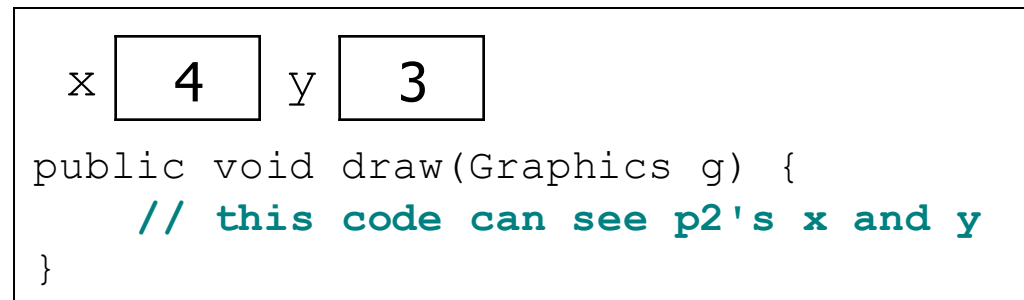 x 4 y 3
public void draw(Graphics g) {
// this code can see p2's x and y
}